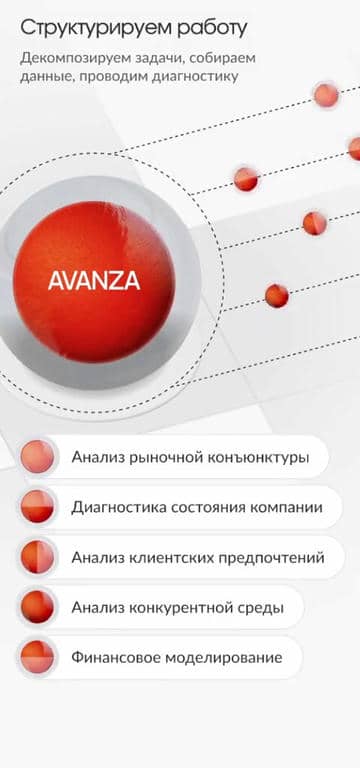 Структурируем работу
Декомпозируем задачи, собираем
данные, проводим диагностику
AVANZA
Анализ рыночной конъюнктуры
Диагностика состояния компании
Анализ клиентских предпочтений
Анализ конкурентной среды
Финансовое моделирование